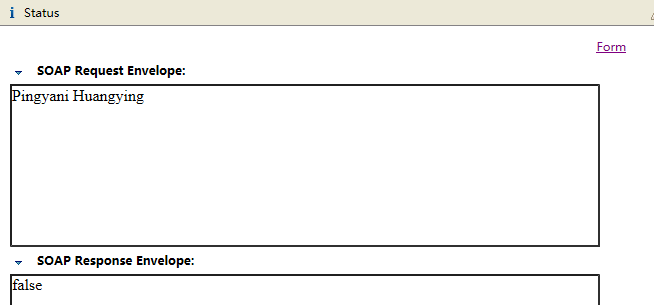 Status
Form
SOAP Request Envelope:
Pingyani Huangying
SOAP Response Envelope:
false